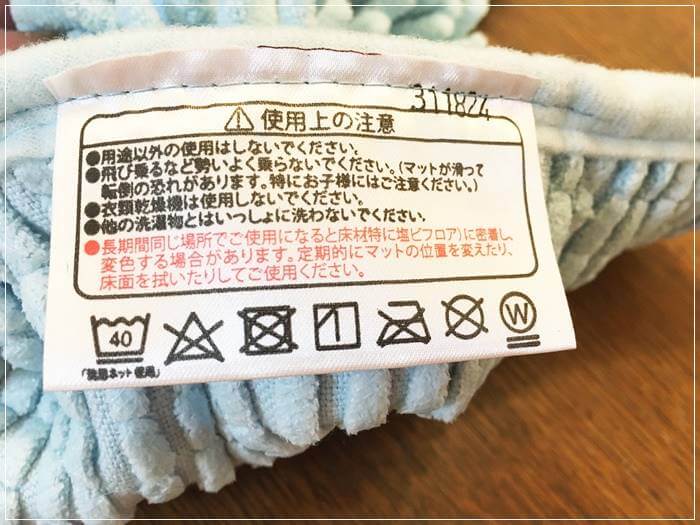 311824
⚠ 使用上の注意
●用途以外の使用はしないでください。
●飛び乗るなど勢いよく乗らないでください。(マットが滑って
転倒の恐れがあります。特にお子様にはご注意ください。)
●衣類乾燥機は使用しないでください。
●他の洗濯物とはいっしょに洗わないでください。
●長期間同じ場所でご使用になると床材特に塩ビフロア)に密着し、
変色する場合があります。定期的にマットの位置を変えたり、
床面を拭いたりしてご使用ください。
40
W
「洗濯ネット使用」